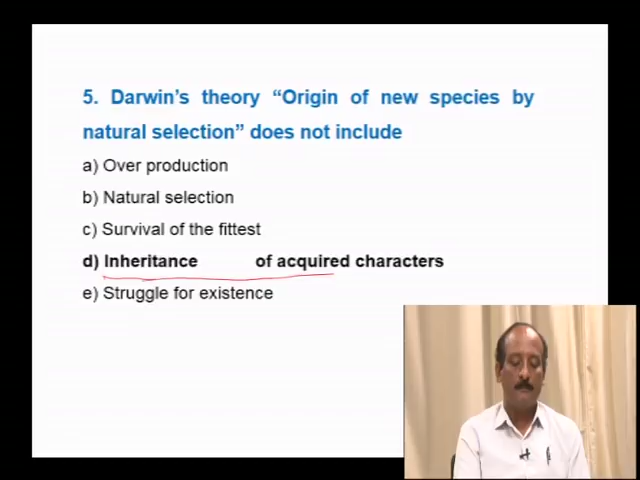 5. Darwin's theory “Origin of new species by
natural selection” does not include
a) Over production
b) Natural selection
c) Survival of the fittest
d) Inheritance of acquired characters
e) Struggle for existence